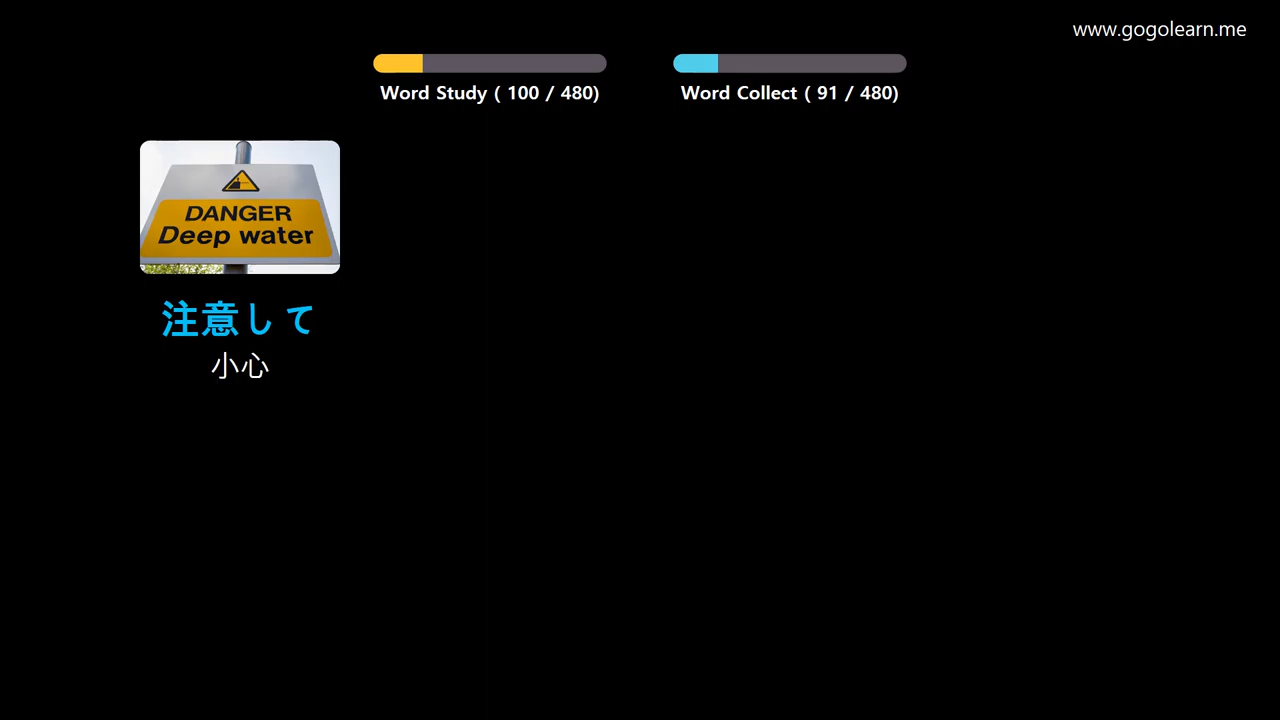 www.gogolearn.me
Word Study ( 100 / 480)
Word Collect ( 91 / 480)
DANGER
Deep water
注意して
小心